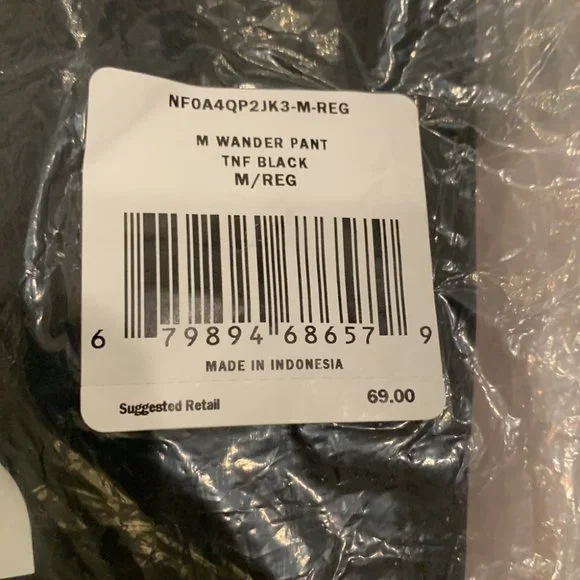 NF0A4QP2JK3-M-REG
M WANDER PANT
TNF BLACK
M/REG
6 79894 68657 9
MADE IN INDONESIA
Suggested Retail 69.00